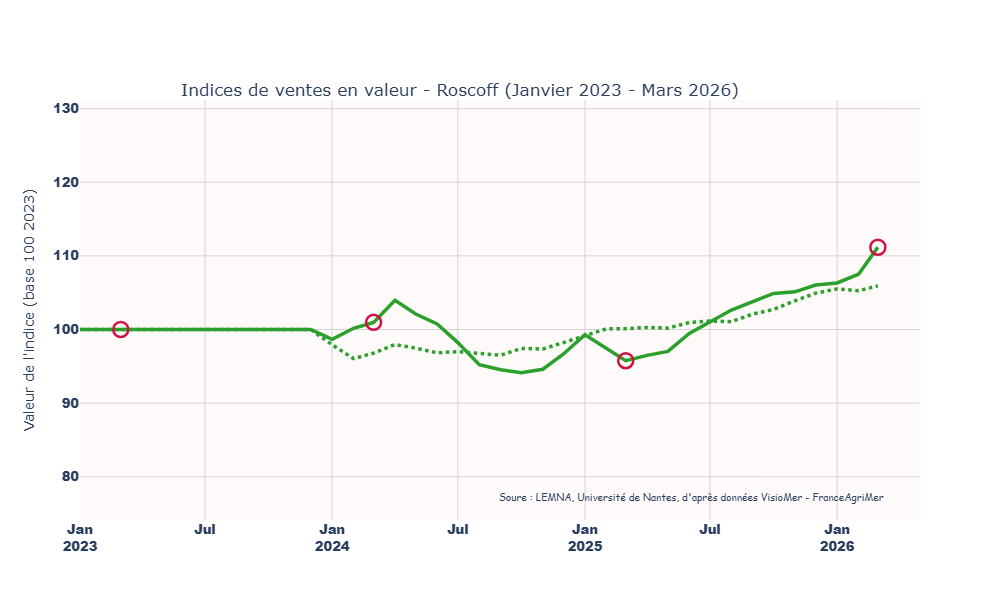 Indices de ventes en valeur - Roscoff (Janvier 2023 - Mars 2026)
Valeur de l'Indice (base 100 2023)
130
120
110
100
90
80
Soure : LEMNA, Université de Nantes, d'après données VisioMer - FranceAgriMer
Jan Jul Jan Jul Jan Jul Jan
2023 2024 2025 2026